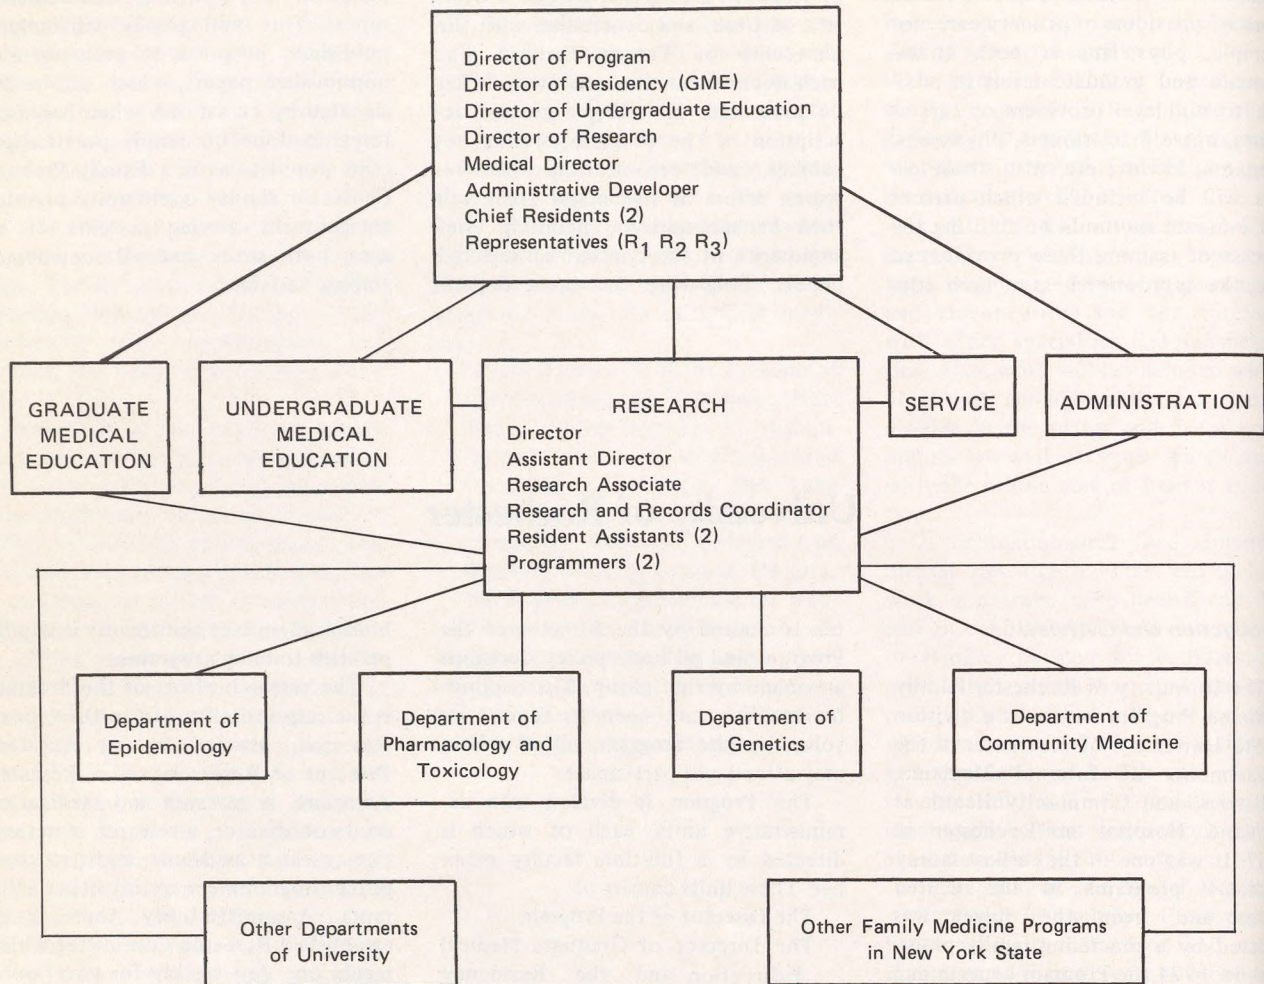 Director of Program
Director of Residency (GME)
Director of Undergraduate Education
Director of Research
Medical Director
Administrative Developer
Chief Residents (2)
Representatives (R1 R2 R3)
GRADUATE
MEDICAL
EDUCATION
UNDERGRADUATE
MEDICAL
EDUCATION
RESEARCH
Director
Assistant Director
Research Associate
Research and Records Coordinator
Resident Assistants (2)
Programmers (2)
SERVICE
ADMINISTRATION
Department of
Epidemiology
Department of
Pharmacology and
Toxicology
Department of
Genetics
Department of
Community Medicine
Other Departments
of University
Other Family Medicine Programs
in New York State